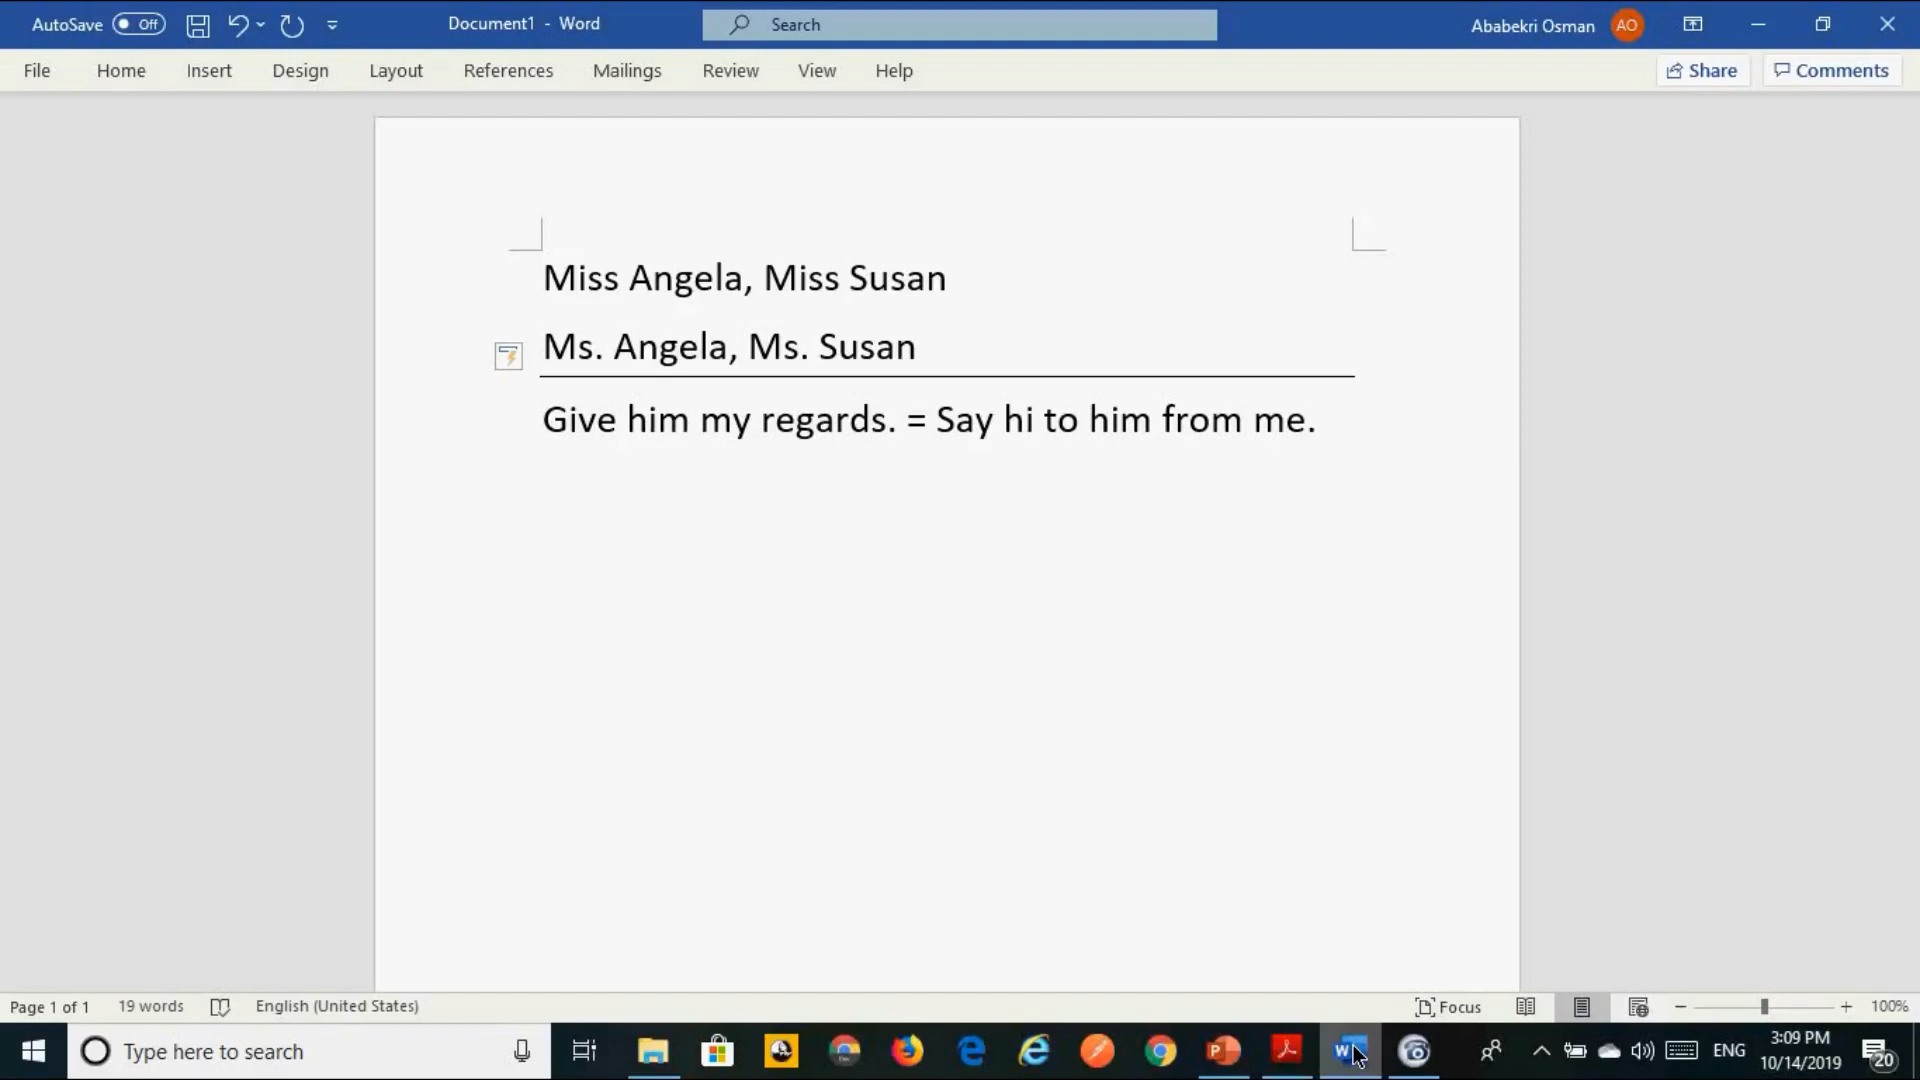 AutoSave Off Document1 - Word Search Ababekri Osman AO
File Home Insert Design Layout References Mailings Review View Help Share Comments
Miss Angela, Miss Susan
Ms. Angela, Ms. Susan
Give him my regards. = Say hi to him from me.
Page 1 of 1 19 words English (United States) Focus 100%
Type here to search ENG 3:09 PM
10/14/2019 20